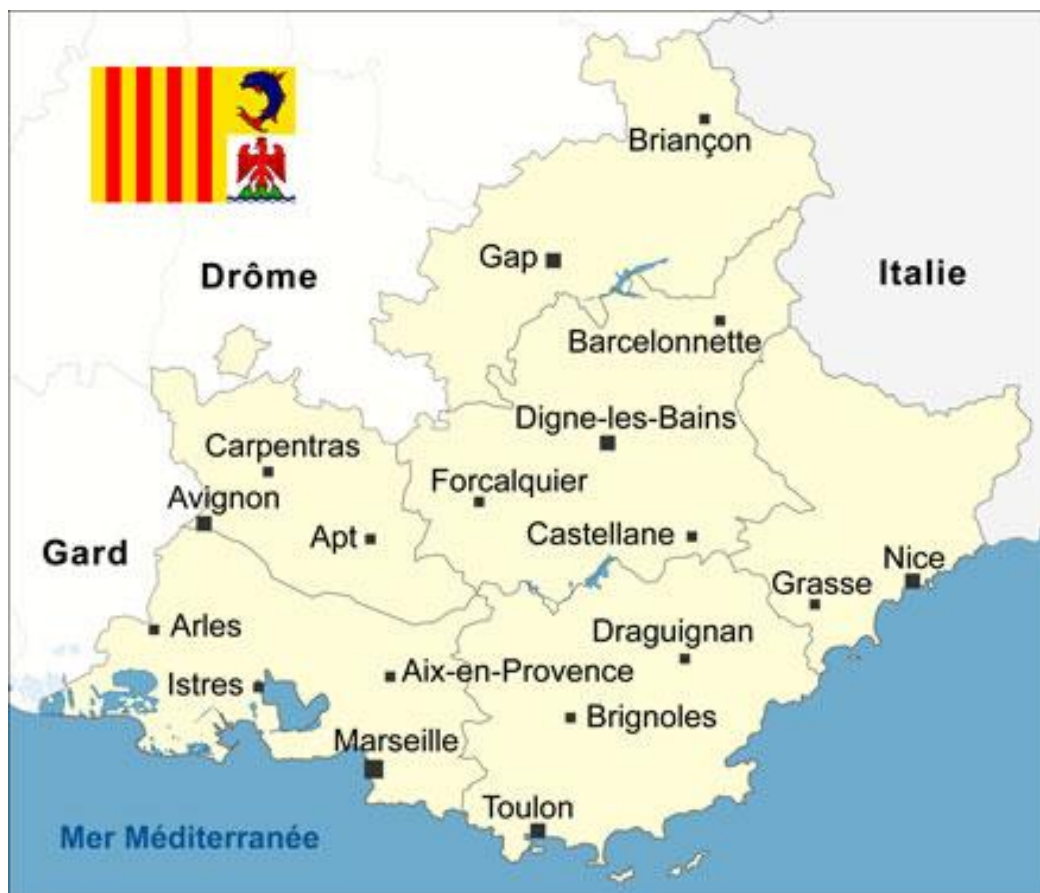 Briançon
Gap
Drôme
Italie
Barcelonnette
Digne-les-Bains
Carpentras
Forcalquier
Avignon
Apt
Castellane
Gard
Nice
Grasse
Arles
Draguignan
Istres
Aix-en-Provence
Brignoles
Marseille
Toulon
Mer Méditerranée